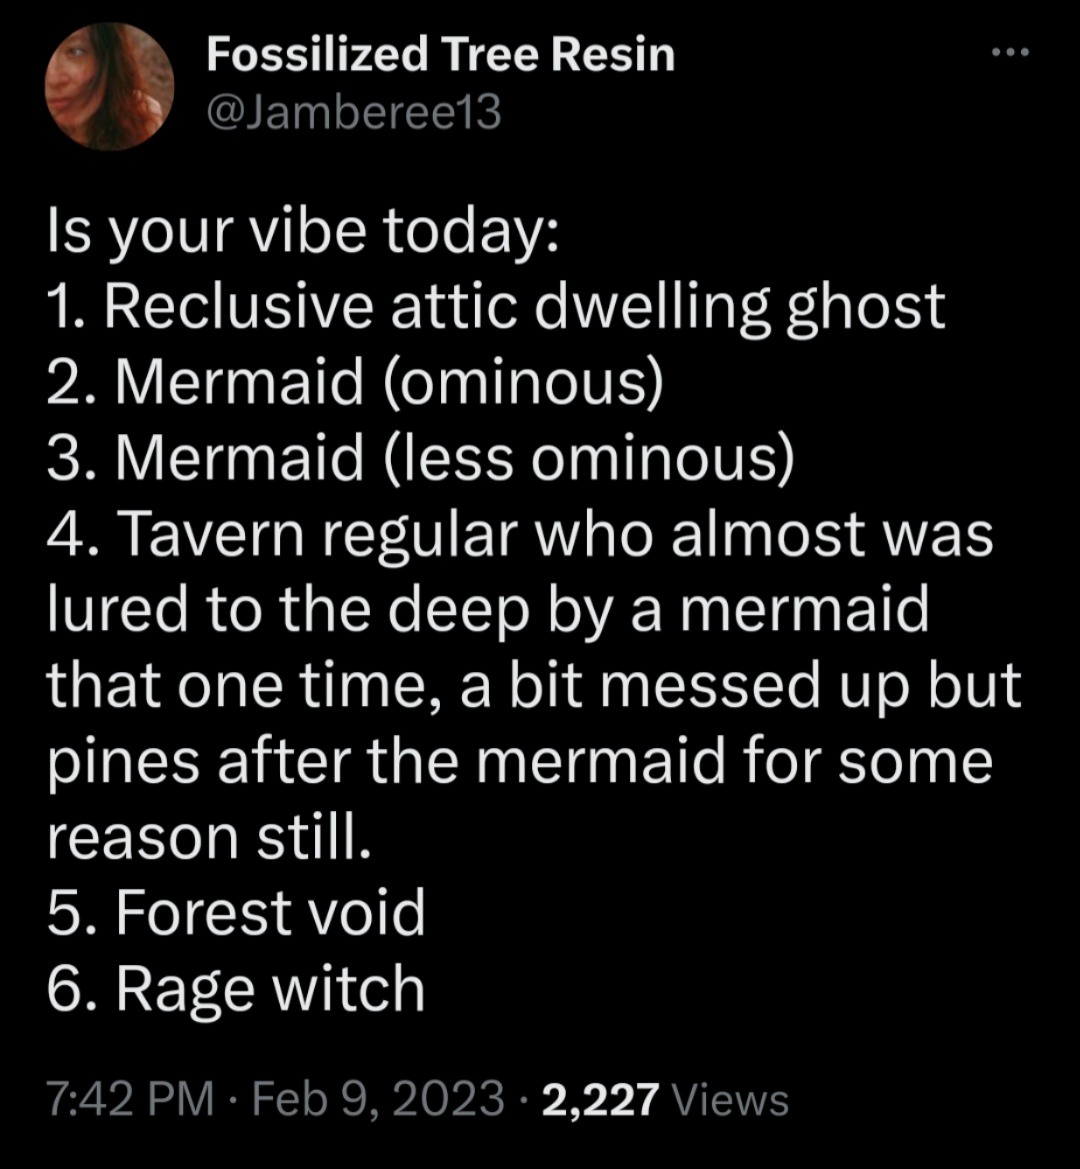 Fossilized Tree Resin
@Jamberee13
Is your vibe today:
1. Reclusive attic dwelling ghost
2. Mermaid (ominous)
3. Mermaid (less ominous)
4. Tavern regular who almost was
lured to the deep by a mermaid
that one time, a bit messed up but
pines after the mermaid for some
reason still.
5. Forest void
6. Rage witch
7:42 PM · Feb 9, 2023 · 2,227 Views